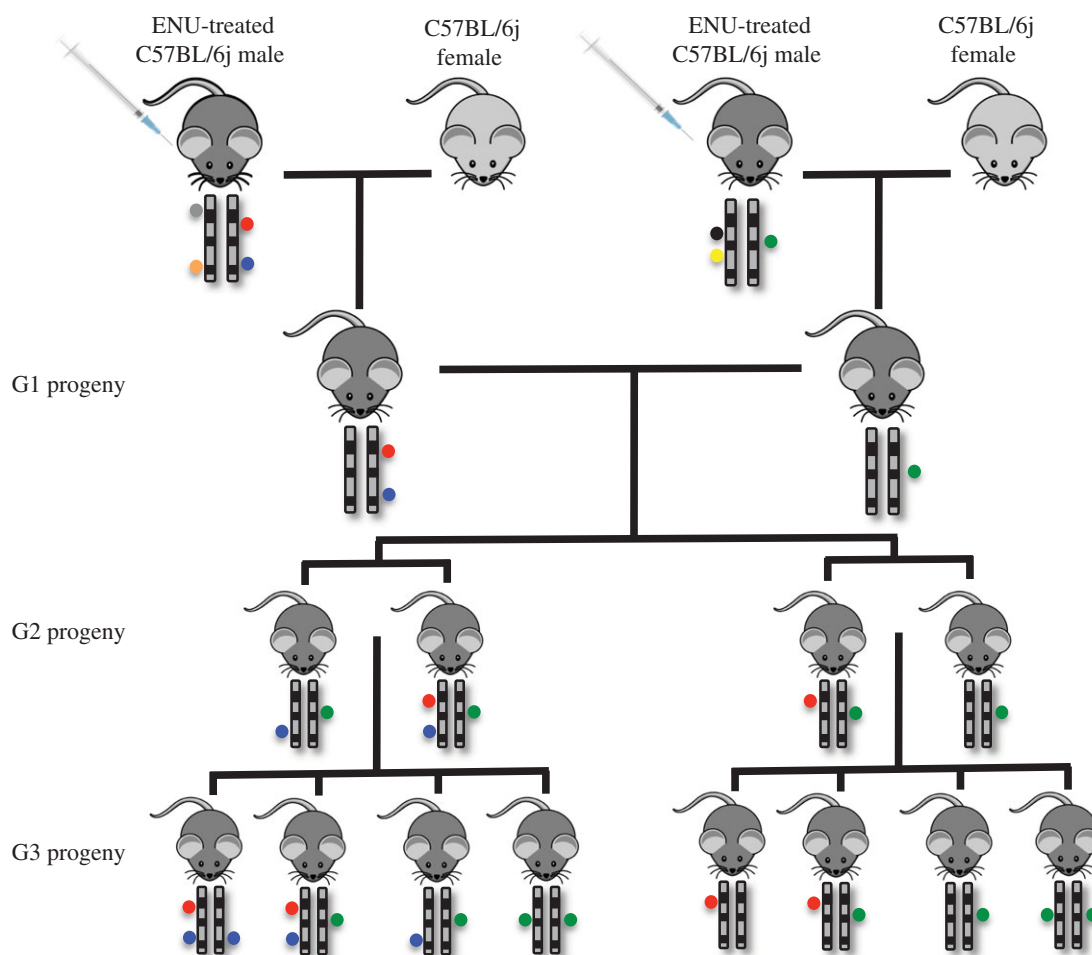 ENU-treated
C57BL/6j male
C57BL/6j
female
ENU-treated
C57BL/6j male
C57BL/6j
female
G1 progeny
G2 progeny
G3 progeny